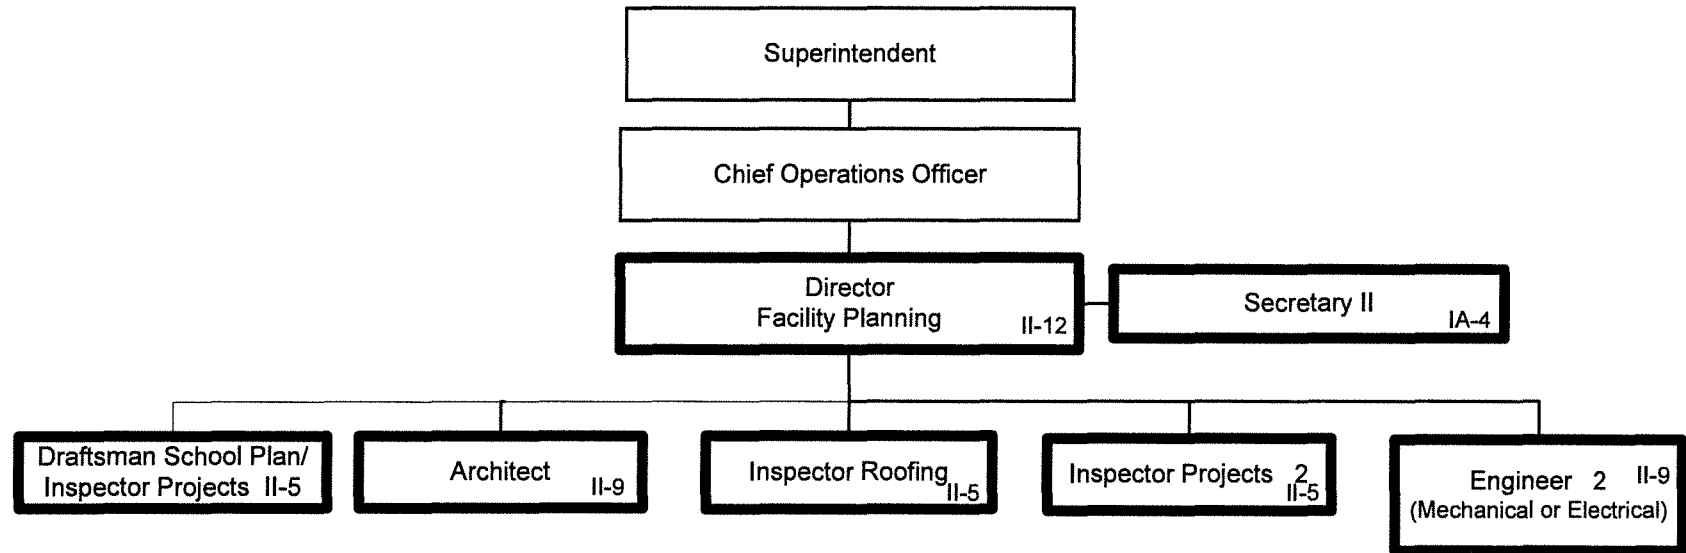 Superintendent
Chief Operations Officer
Director
Facility Planning
II-12
Secretary II
IA-4
Draftsman School Plan/
Inspector Projects II-5
Architect
II-9
Inspector Roofing
II-5
Inspector Projects 2
II-5
Engineer 2 II-9
(Mechanical or Electrical)